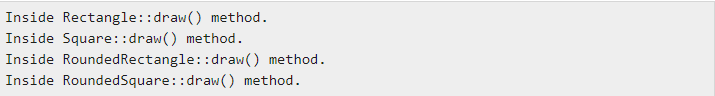 Inside Rectangle::draw() method.
Inside Square::draw() method.
Inside RoundedRectangle::draw() method.
Inside RoundedSquare::draw() method.